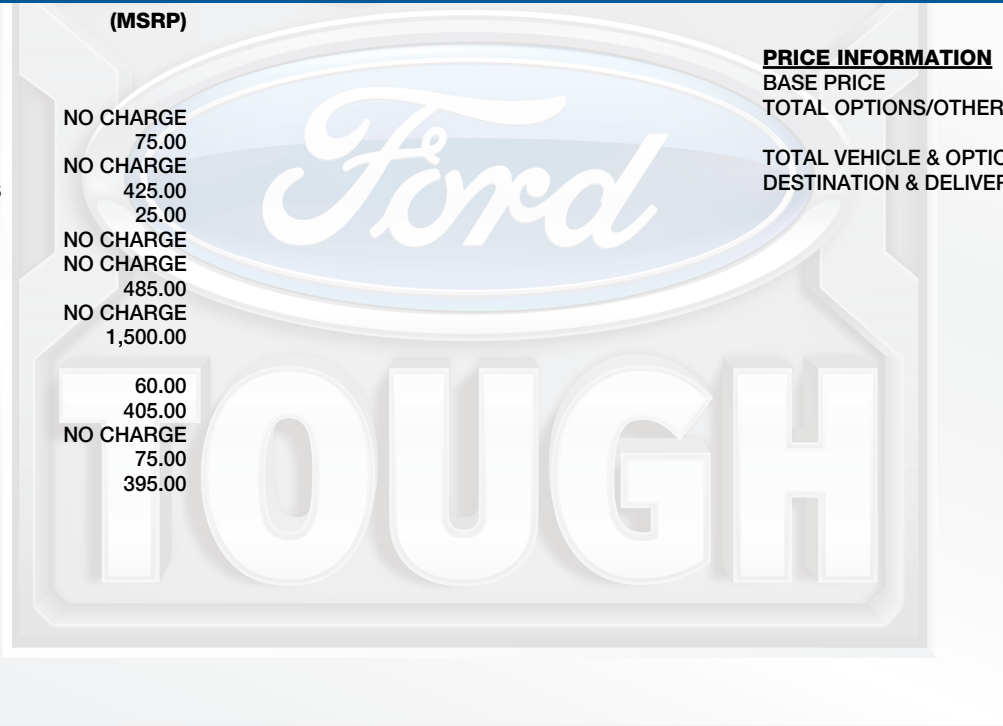 (MSRP)
NO CHARGE
75.00
NO CHARGE
425.00
25.00
NO CHARGE
NO CHARGE
485.00
NO CHARGE
1,500.00
60.00
405.00
NO CHARGE
75.00
395.00
PRICE INFORMATION
BASE PRICE
TOTAL OPTIONS/OTHER
TOTAL VEHICLE & OPTIO
DESTINATION & DELIVER
Ford
TOUGH